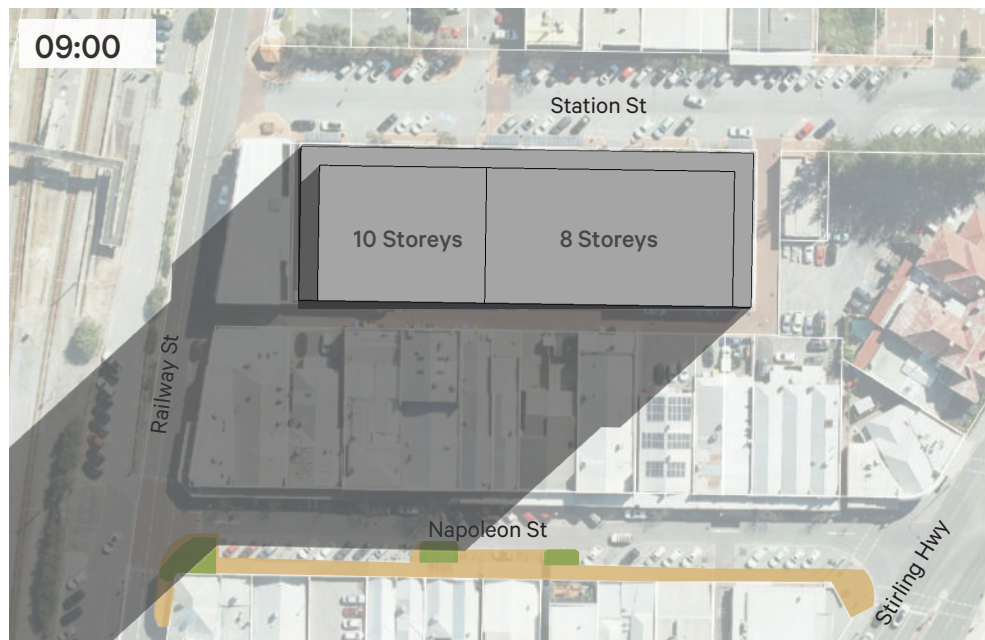 09:00
Station St
10 Storeys
8 Storeys
Railway St
Napoleon St
Stirling Hwy